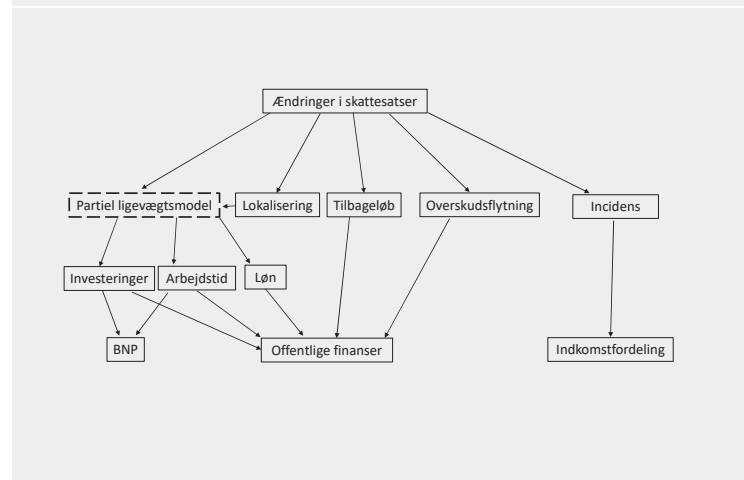 Ændringer i skattesatser
Partiel ligevægtsmodel
Lokalisering
Tilbageløb
Overskudsflytning
Incidens
Investeringer
Arbejdstid
Løn
BNP
Offentlige finanser
Indkomstfordeling